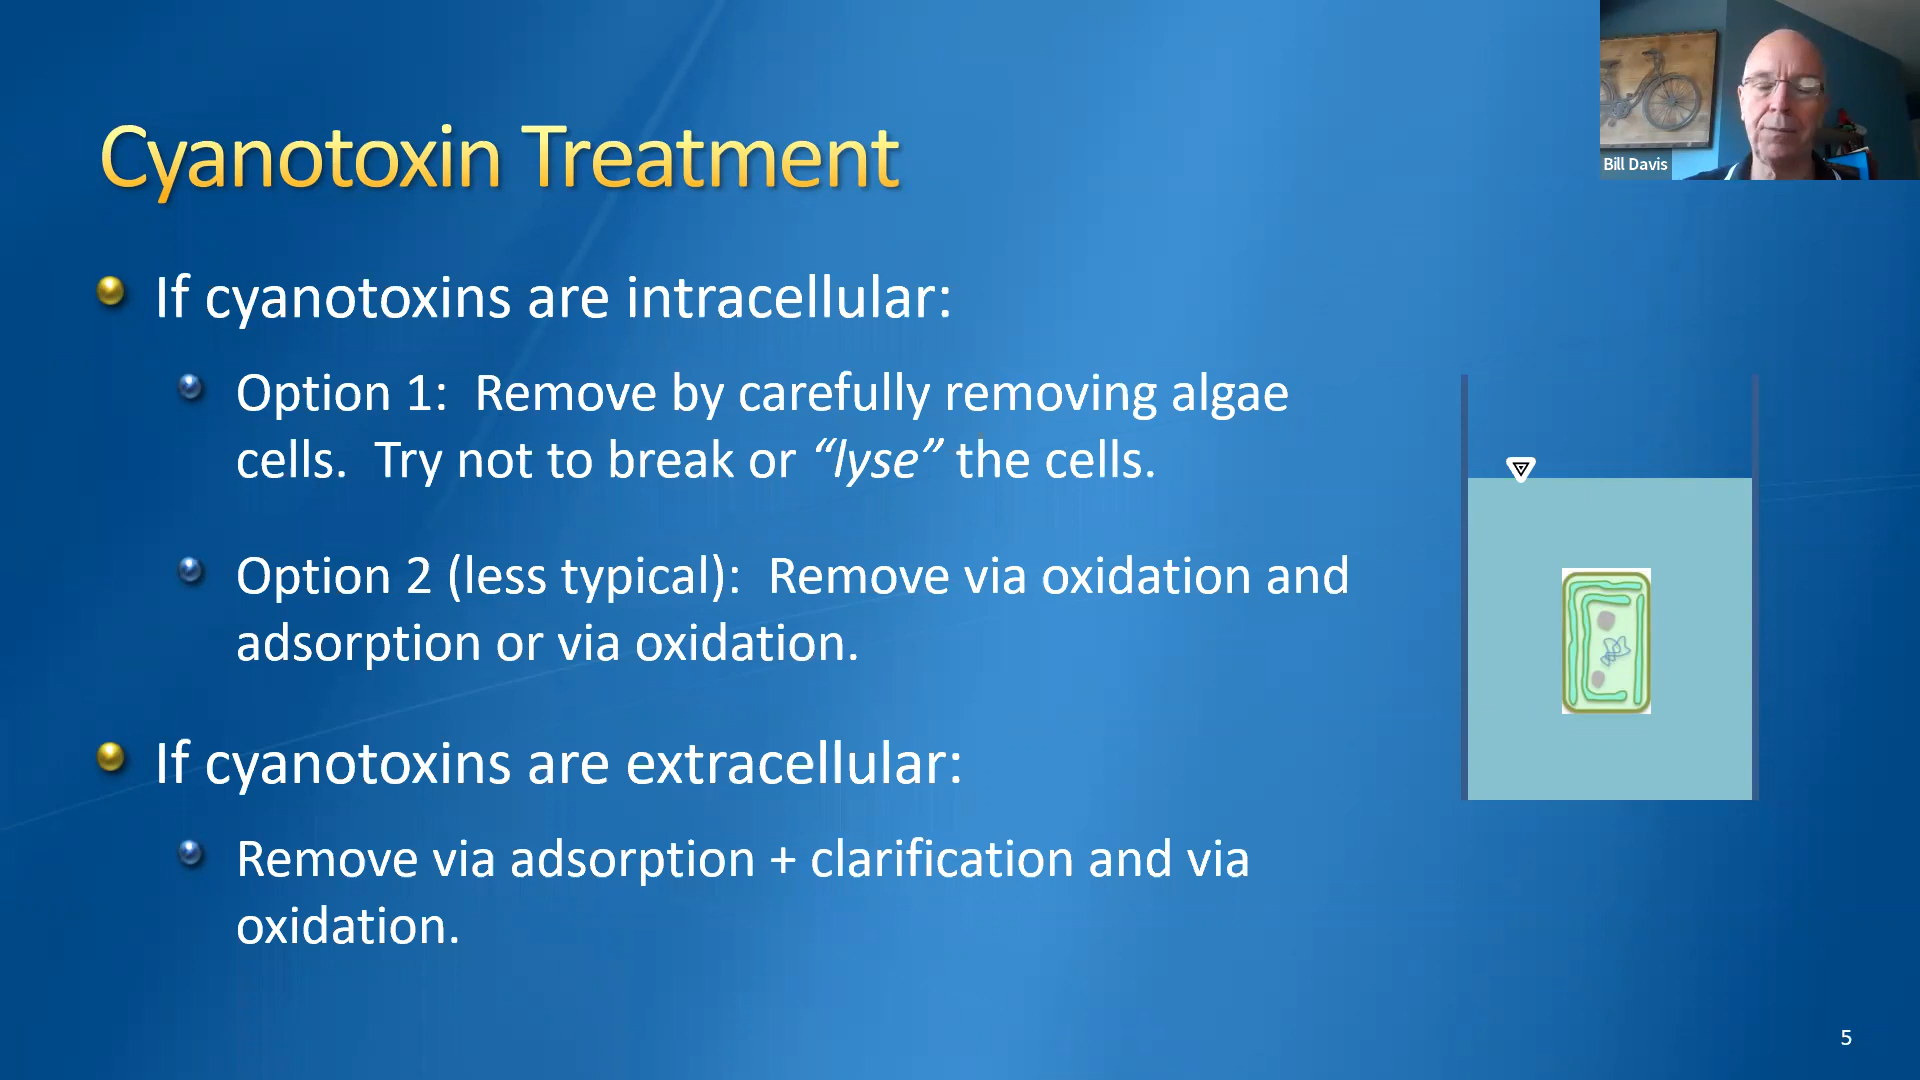 Bill Davis
Cyanotoxin Treatment
If cyanotoxins are intracellular:
Option 1:  Remove by carefully removing algae
cells.  Try not to break or “lyse” the cells.
Option 2 (less typical):  Remove via oxidation and
adsorption or via oxidation.
If cyanotoxins are extracellular:
Remove via adsorption + clarification and via
oxidation.
5